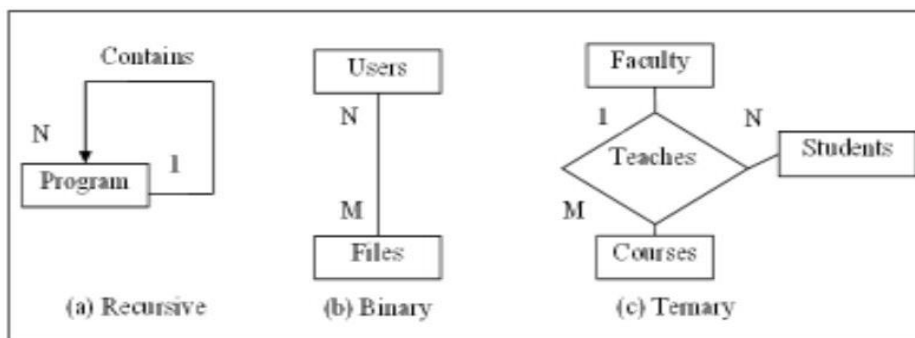 Contains
N
1
Program
(a) Recursive
Users
N
M
Files
(b) Binary
Faculty
1
N
Teaches
Students
M
Courses
(c) Ternary